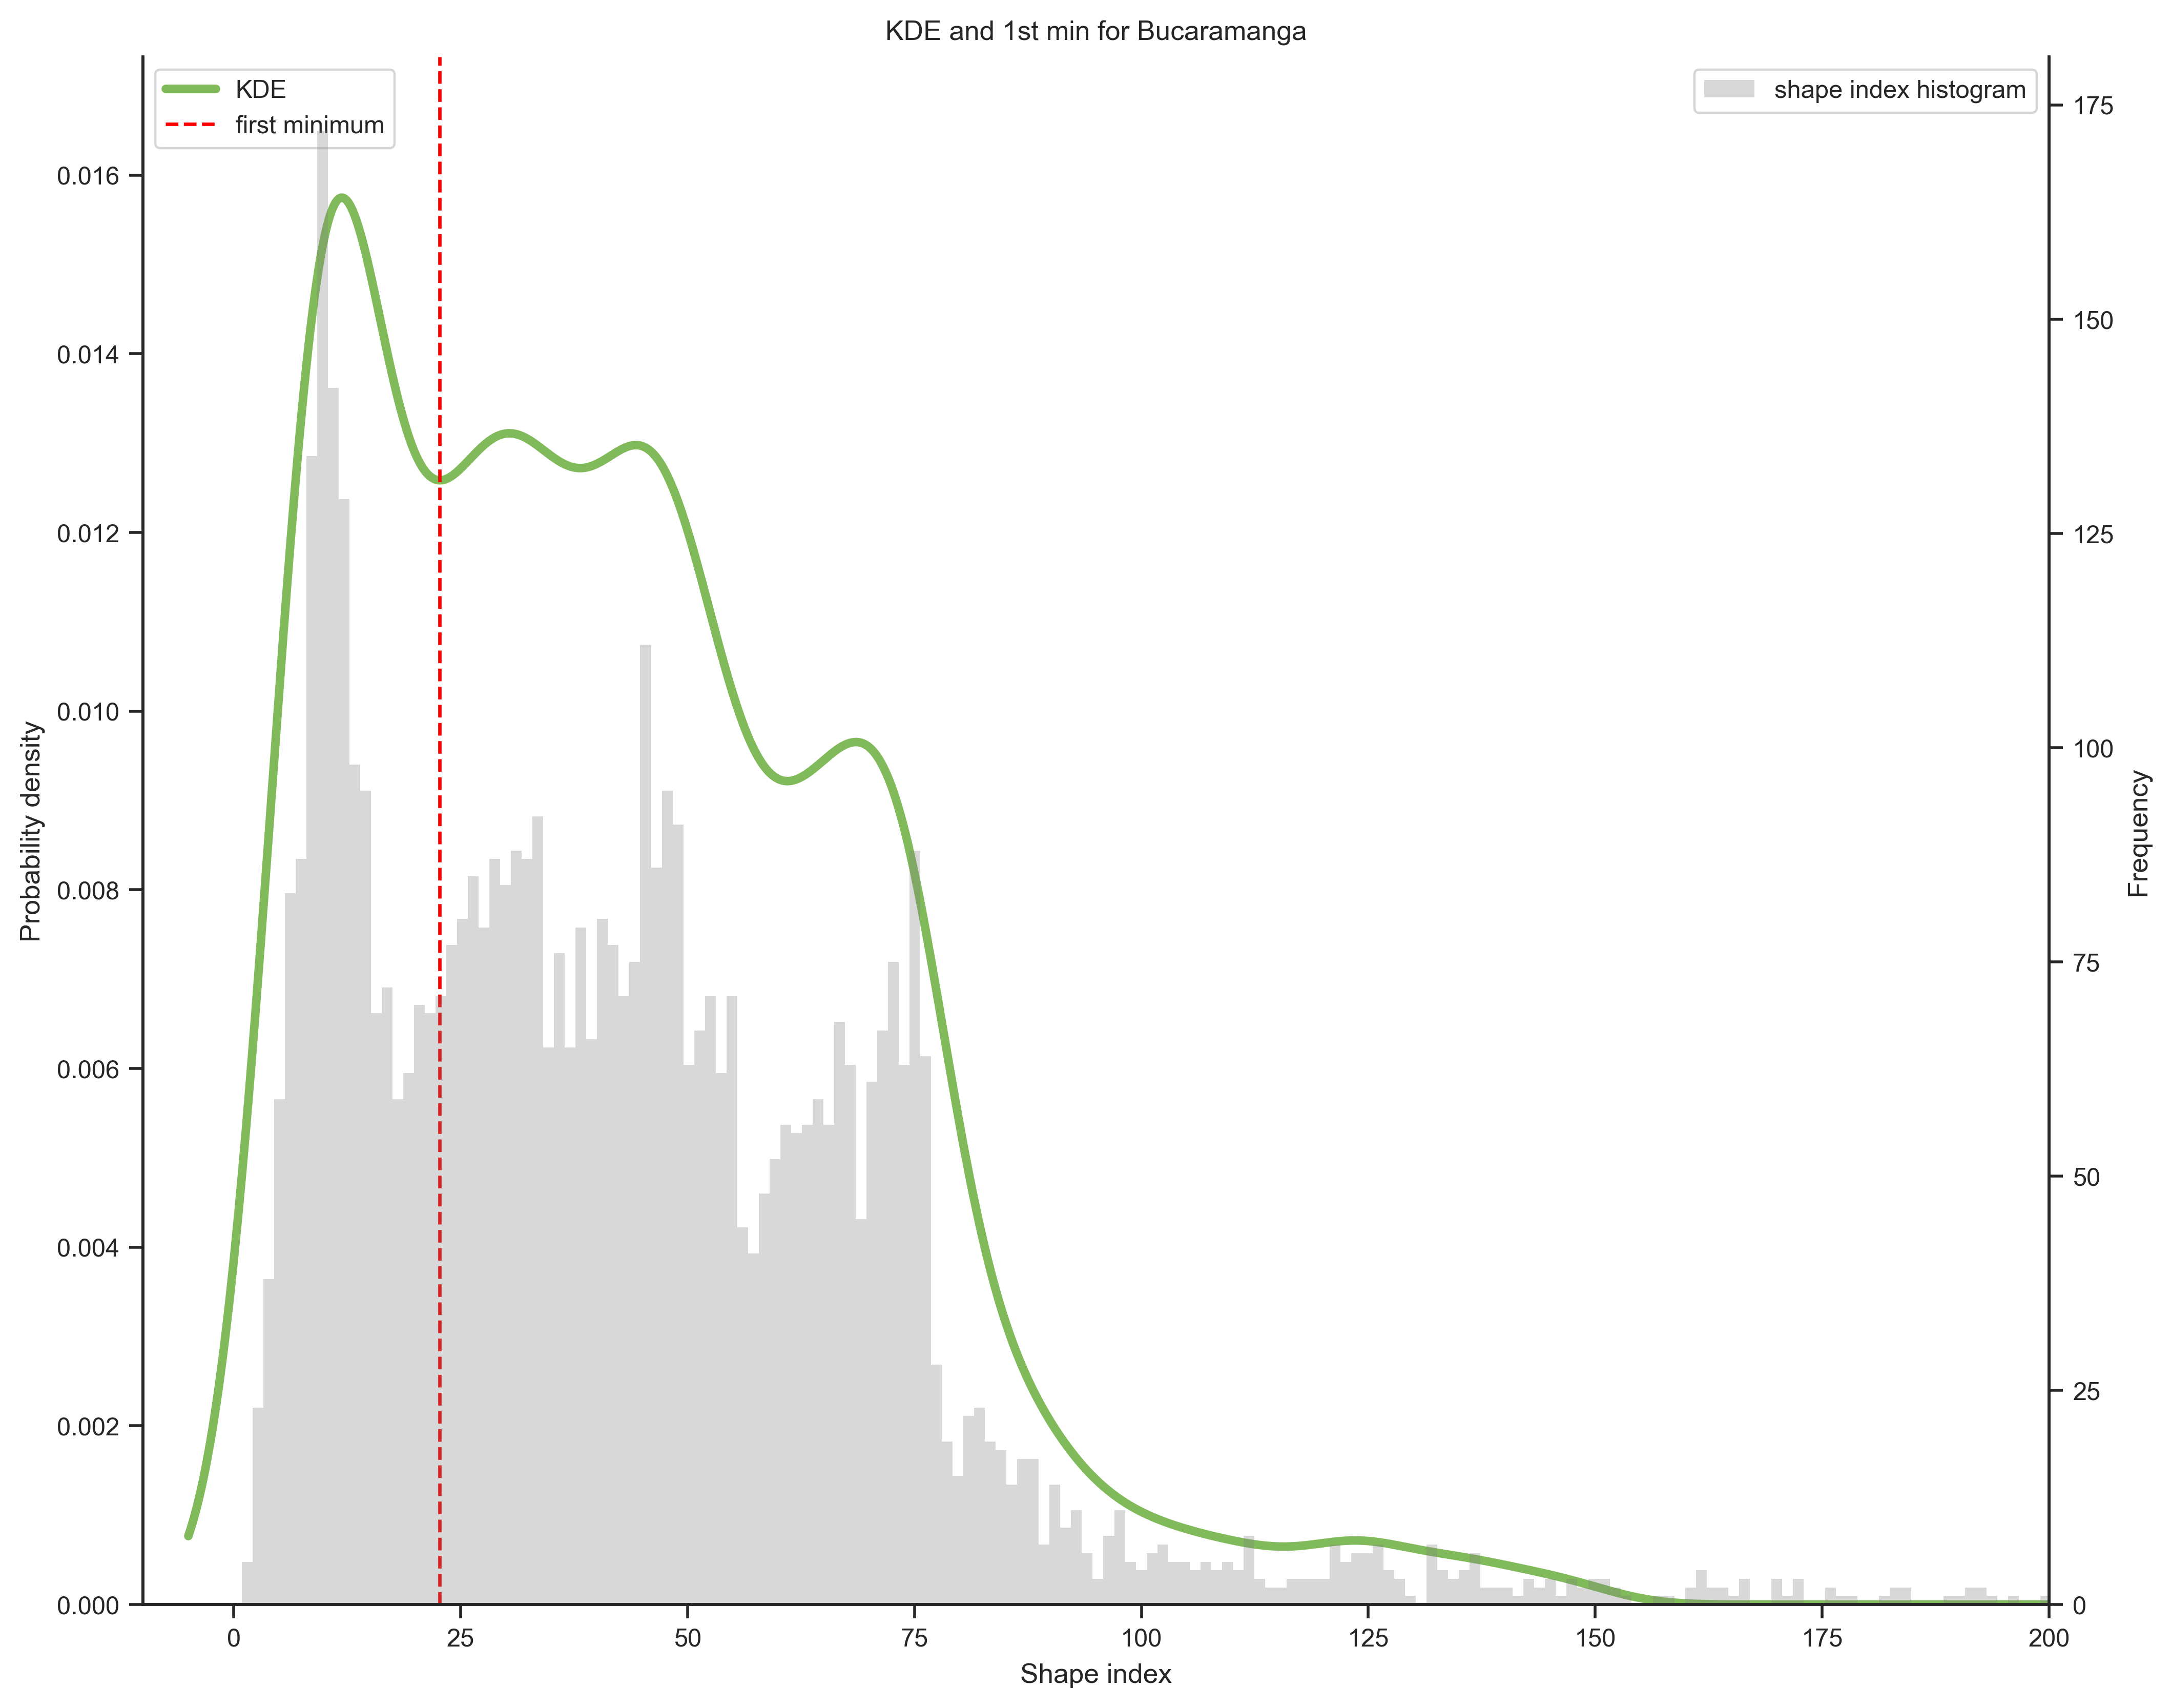 KDE and 1st min for Bucaramanga
KDE
first minimum
shape index histogram
0.016
0.014
0.012
0.010
0.008
0.006
0.004
0.002
0.000
Probability density
175
150
125
100
75
50
25
0
Frequency
0 25 50 75 100 125 150 175 200
Shape index